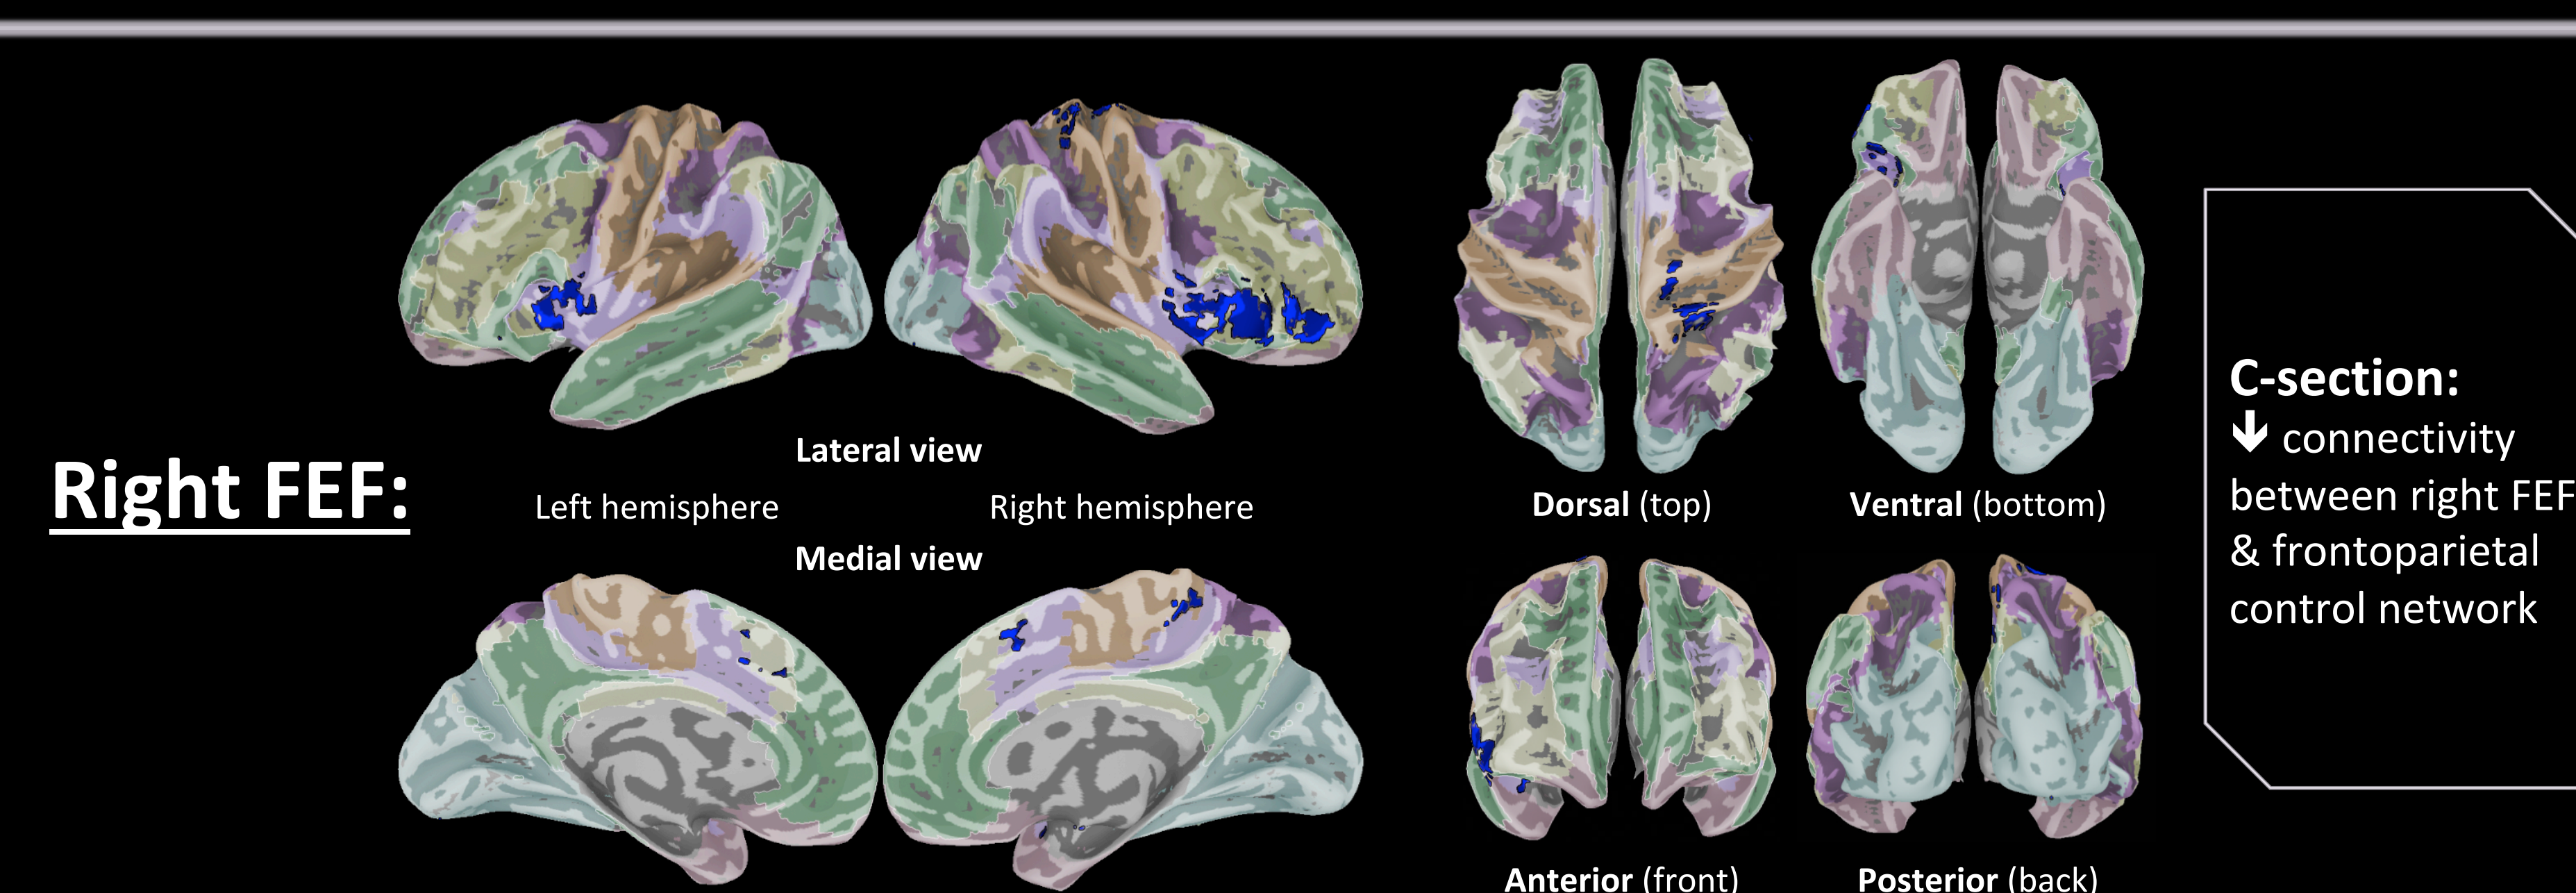 Right FEF:
Lateral view
Left hemisphere
Right hemisphere
Medial view
Dorsal (top)
Ventral (bottom)
Anterior (front)
Posterior (back)
C-section:
🡻 connectivity
between right FEF
& frontoparietal
control network